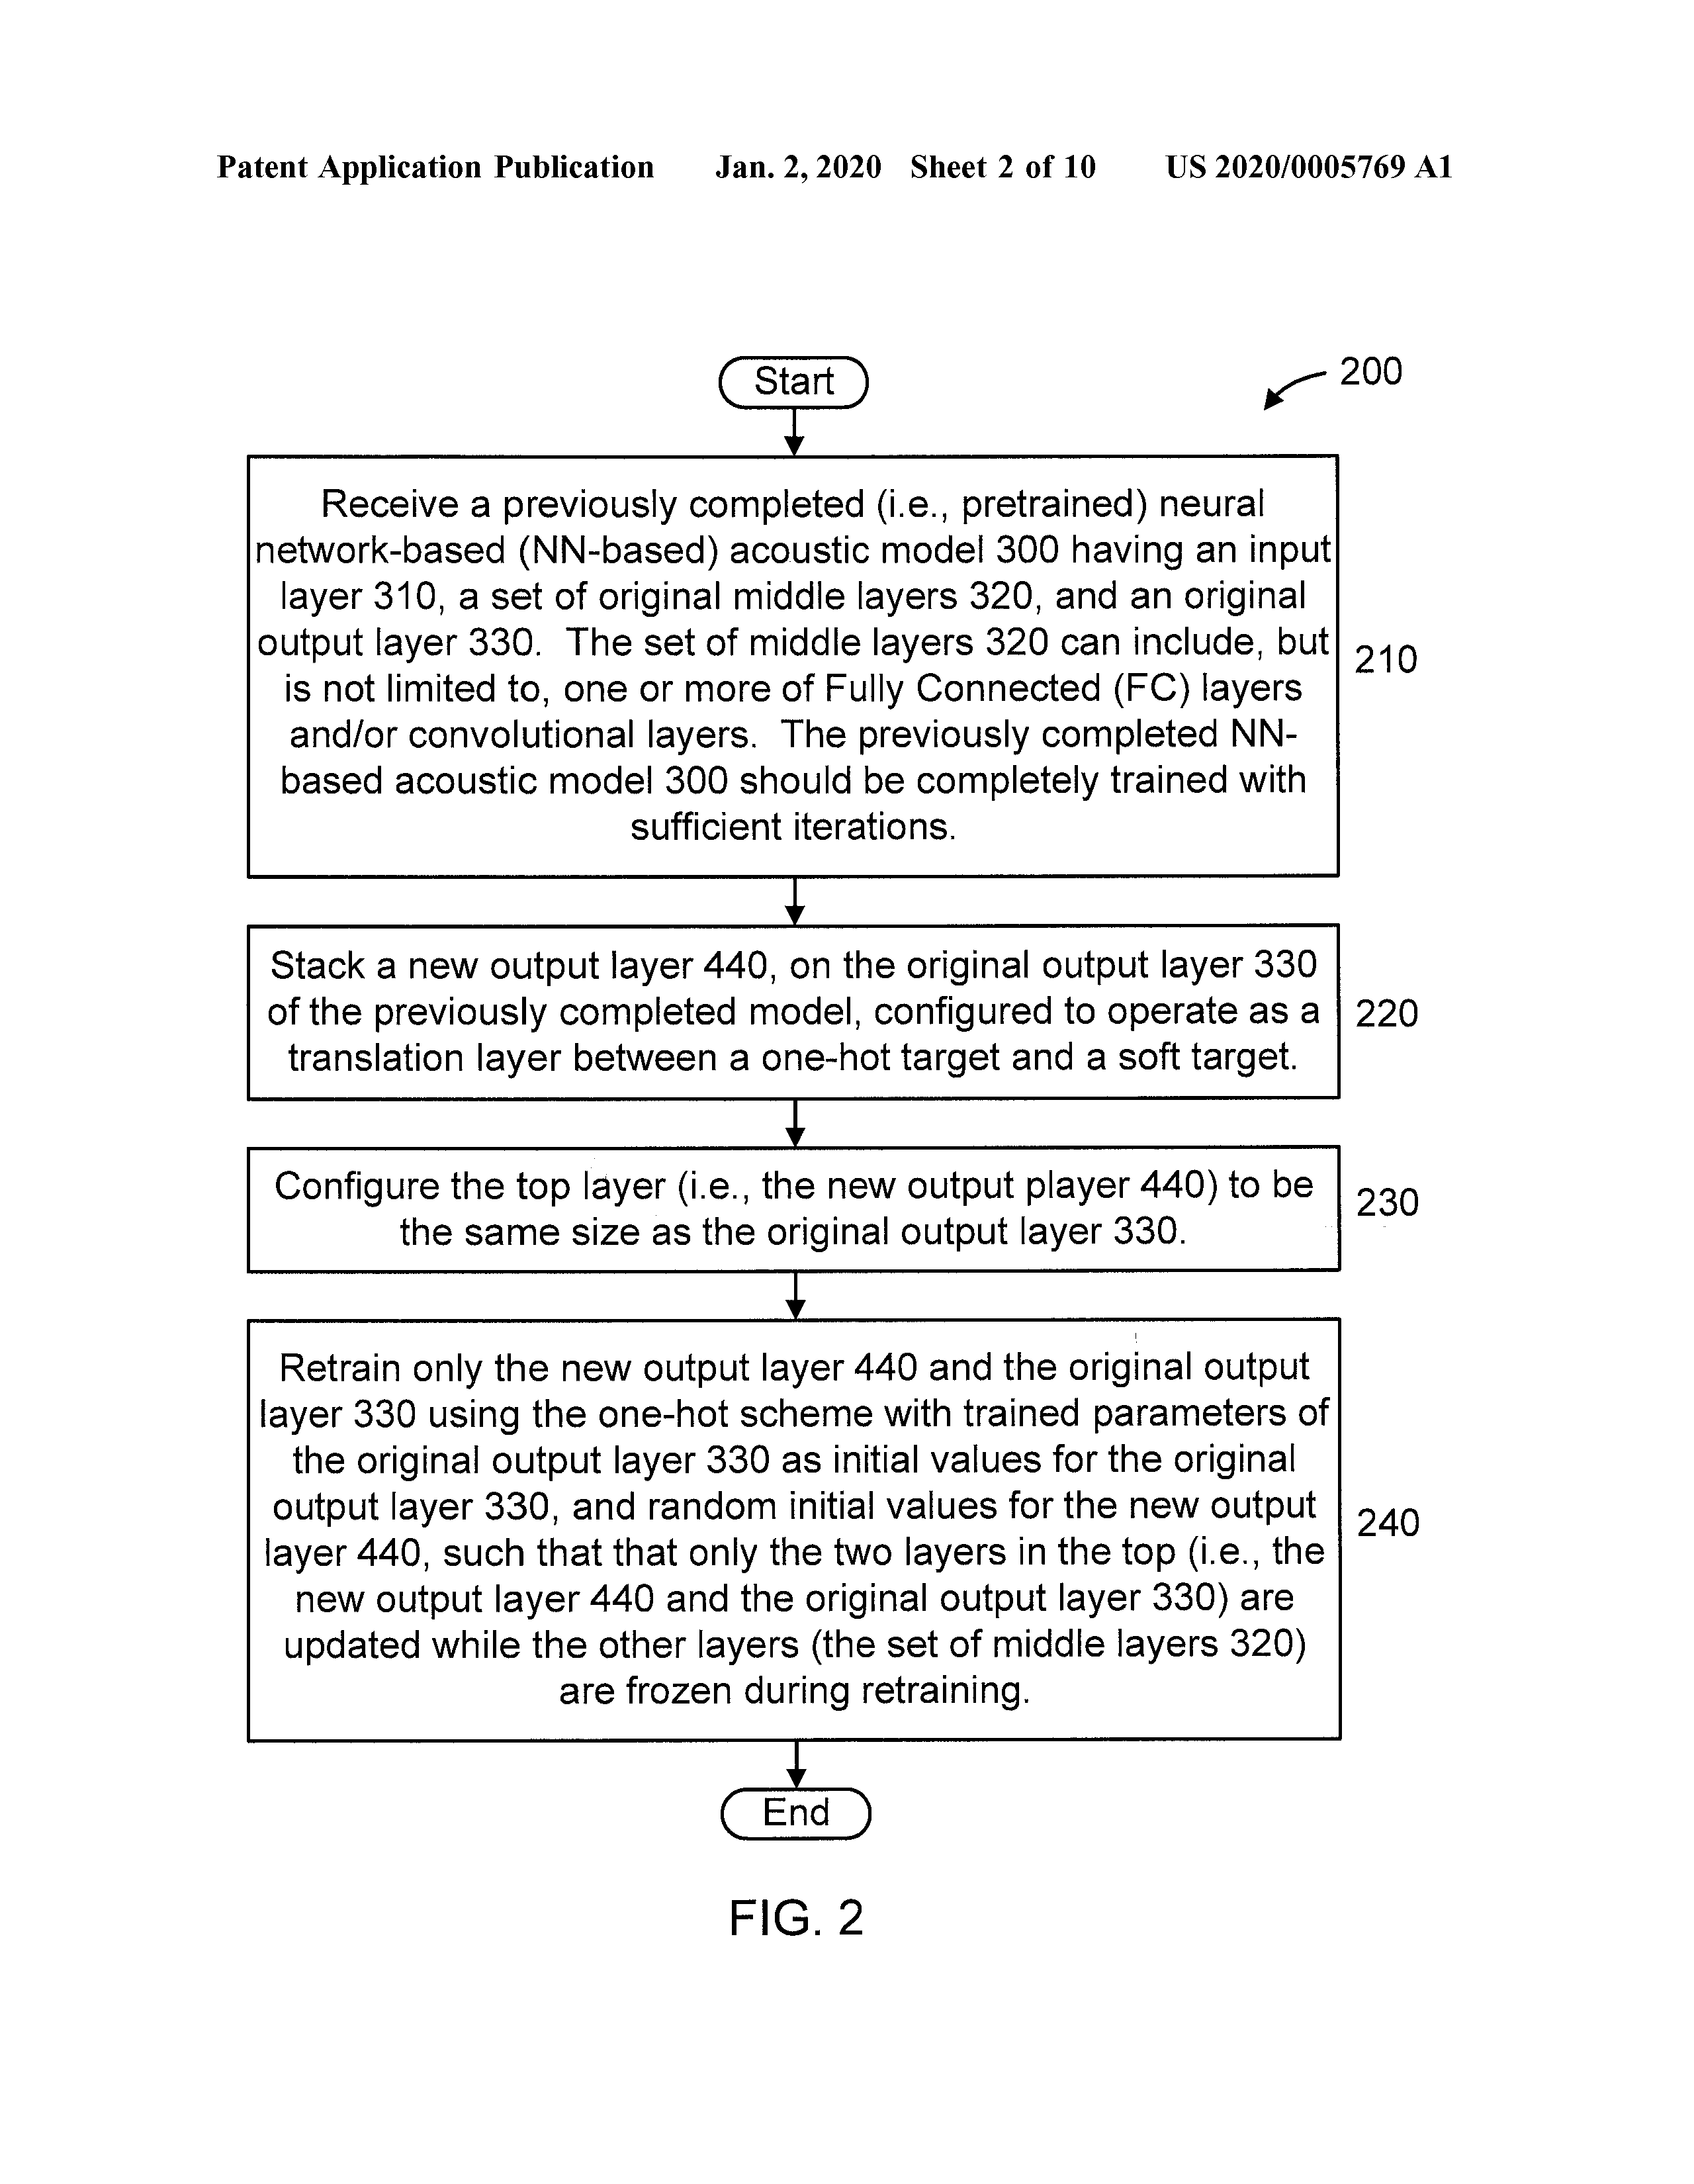 Patent Application Publication Jan. 2, 2020 Sheet 2 of 10 US 2020/0005769 A1
Start
200
Receive a previously completed (i.e., pretrained) neural
network-based (NN-based) acoustic model 300 having an input
layer 310, a set of original middle layers 320, and an original
output layer 330. The set of middle layers 320 can include, but
is not limited to, one or more of Fully Connected (FC) layers
and/or convolutional layers. The previously completed NN-
based acoustic model 300 should be completely trained with
sufficient iterations.
210
Stack a new output layer 440, on the original output layer 330
of the previously completed model, configured to operate as a
translation layer between a one-hot target and a soft target.
220
Configure the top layer (i.e., the new output player 440) to be
the same size as the original output layer 330.
230
Retrain only the new output layer 440 and the original output
layer 330 using the one-hot scheme with trained parameters of
the original output layer 330 as initial values for the original
output layer 330, and random initial values for the new output
layer 440, such that that only the two layers in the top (i.e., the
new output layer 440 and the original output layer 330) are
updated while the other layers (the set of middle layers 320)
are frozen during retraining.
240
End
FIG. 2